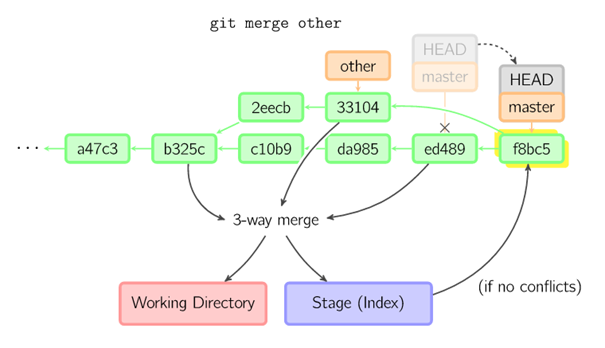 git merge other
HEAD
master
other
HEAD
master
2eecb
33104
...
a47c3
b325c
c10b9
da985
ed489
f8bc5
3-way merge
(if no conflicts)
Working Directory
Stage (Index)